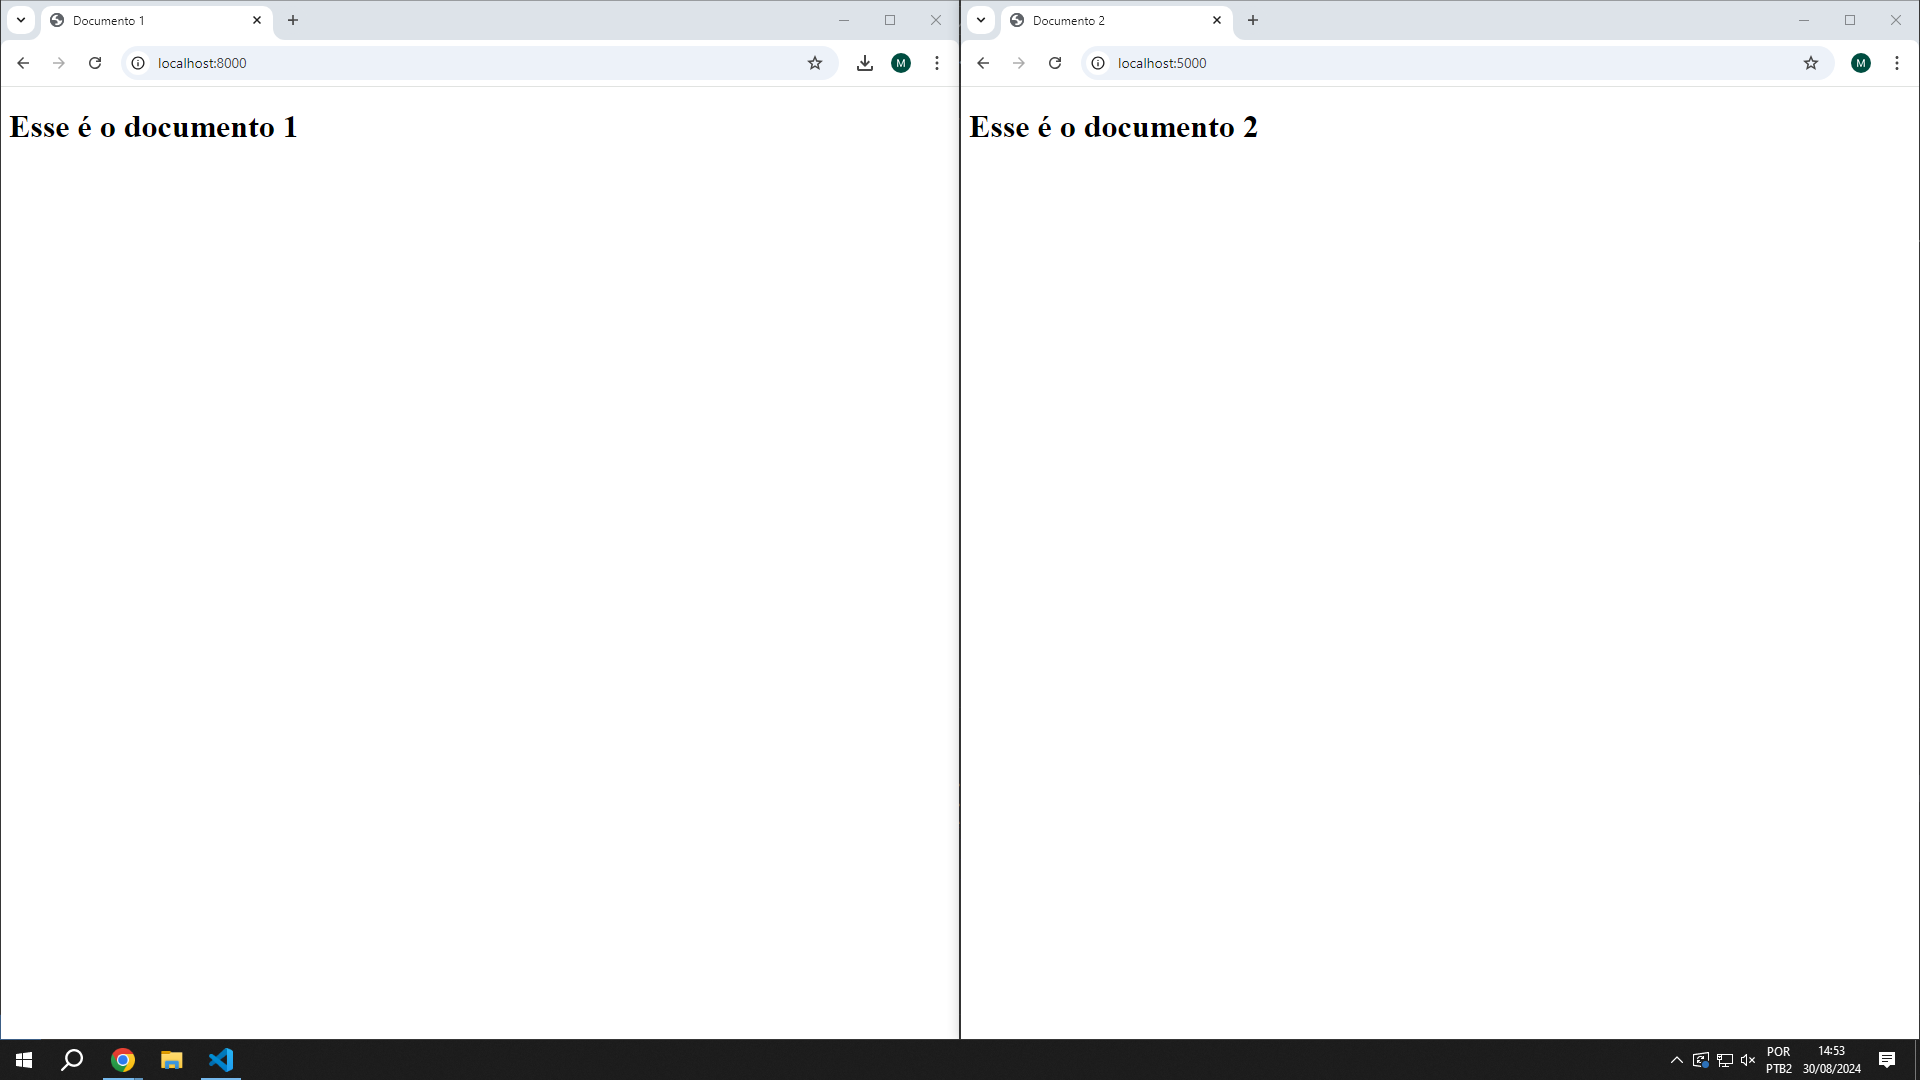 Documento 1
localhost:8000
M
Esse é o documento 1
Documento 2
localhost:5000
M
Esse é o documento 2
POR
PTB2
14:53
30/08/2024